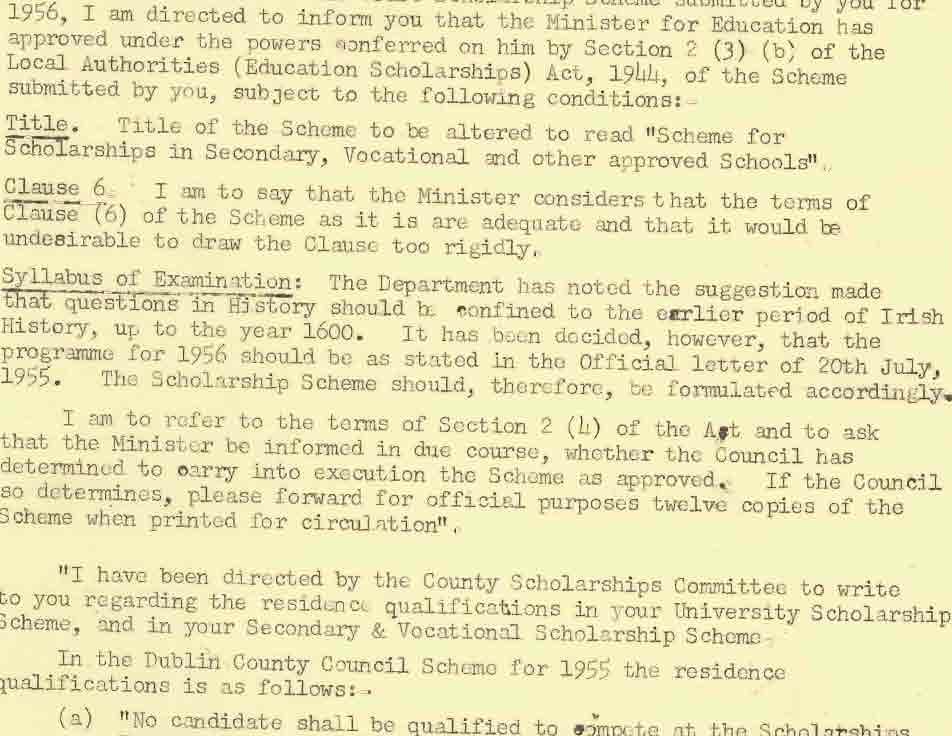 Scholarship Scheme submitted by you for
1956, I am directed to inform you that the Minister for Education has
approved under the powers conferred on him by Section 2 (3) (b) of the
Local Authorities (Education Scholarships) Act, 1944, of the Scheme
submitted by you, subject to the following conditions:-
Title. Title of the Scheme to be altered to read "Scheme for
Scholarships in Secondary, Vocational and other approved Schools".
Clause 6. I am to say that the Minister considers that the terms of
Clause (6) of the Scheme as it is are adequate and that it would be
undesirable to draw the Clause too rigidly.
Syllabus of Examination: The Department has noted the suggestion made
that questions in History should be confined to the earlier period of Irish
History, up to the year 1600. It has been decided, however, that the
programme for 1956 should be as stated in the Official letter of 20th July,
1955. The Scholarship Scheme should, therefore, be formulated accordingly.
I am to refer to the terms of Section 2 (4) of the Act and to ask
that the Minister be informed in due course, whether the Council has
determined to carry into execution the Scheme as approved. If the Council
so determines, please forward for official purposes twelve copies of the
Scheme when printed for circulation".
"I have been directed by the County Scholarships Committee to write
to you regarding the residence qualifications in your University Scholarship
Scheme, and in your Secondary & Vocational Scholarship Scheme-
In the Dublin County Council Scheme for 1955 the residence
qualifications is as follows:-
(a) "No candidate shall be qualified to compete at the Scholarships